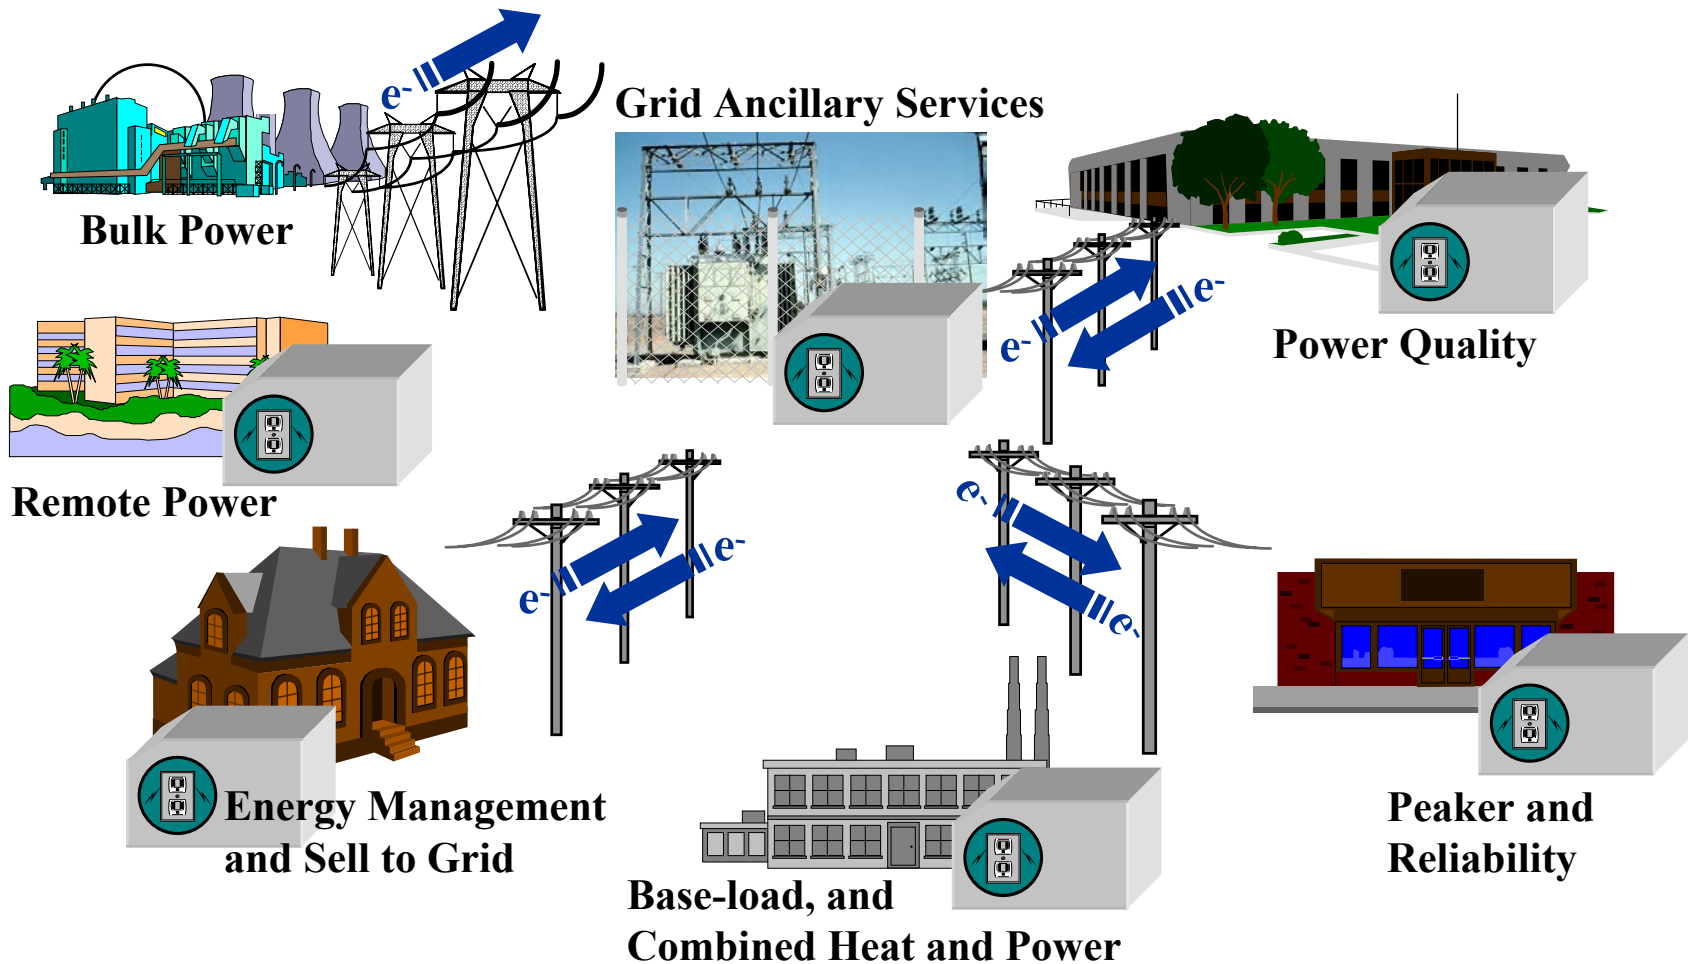 e-
Bulk Power
Grid Ancillary Services
e-
e-
Power Quality
Remote Power
e-
e-
e-
e-
Energy Management
and Sell to Grid
Base-load, and
Combined Heat and Power
Peaker and
Reliability